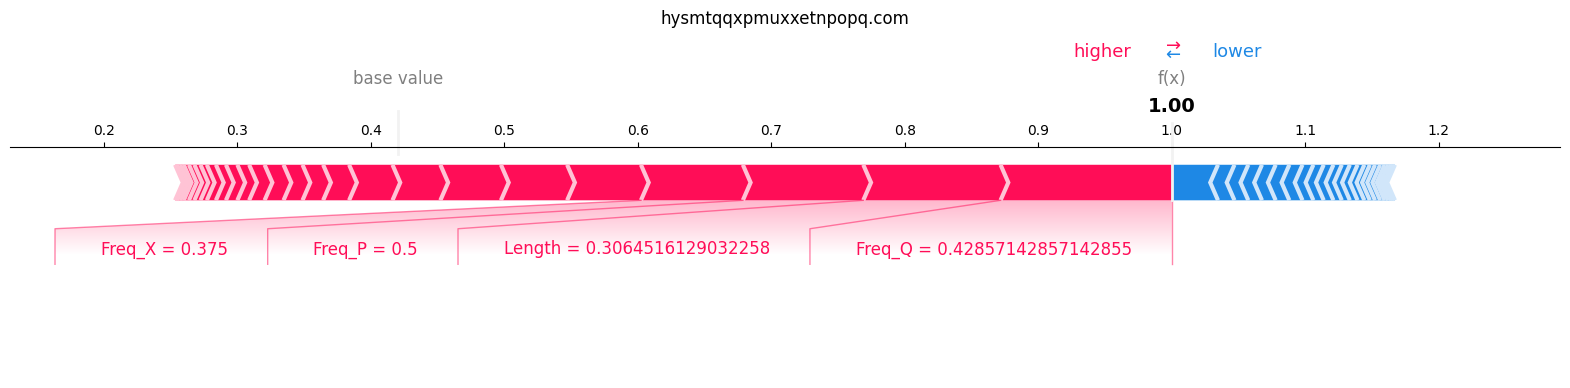 hysmtqqxpmuxxetnpopq.com
higher ⇄ lower
base value f(x)
1.00
0.2 0.3 0.4 0.5 0.6 0.7 0.8 0.9 1.0 1.1 1.2
Freq_X = 0.375 Freq_P = 0.5 Length = 0.3064516129032258 Freq_Q = 0.42857142857142855